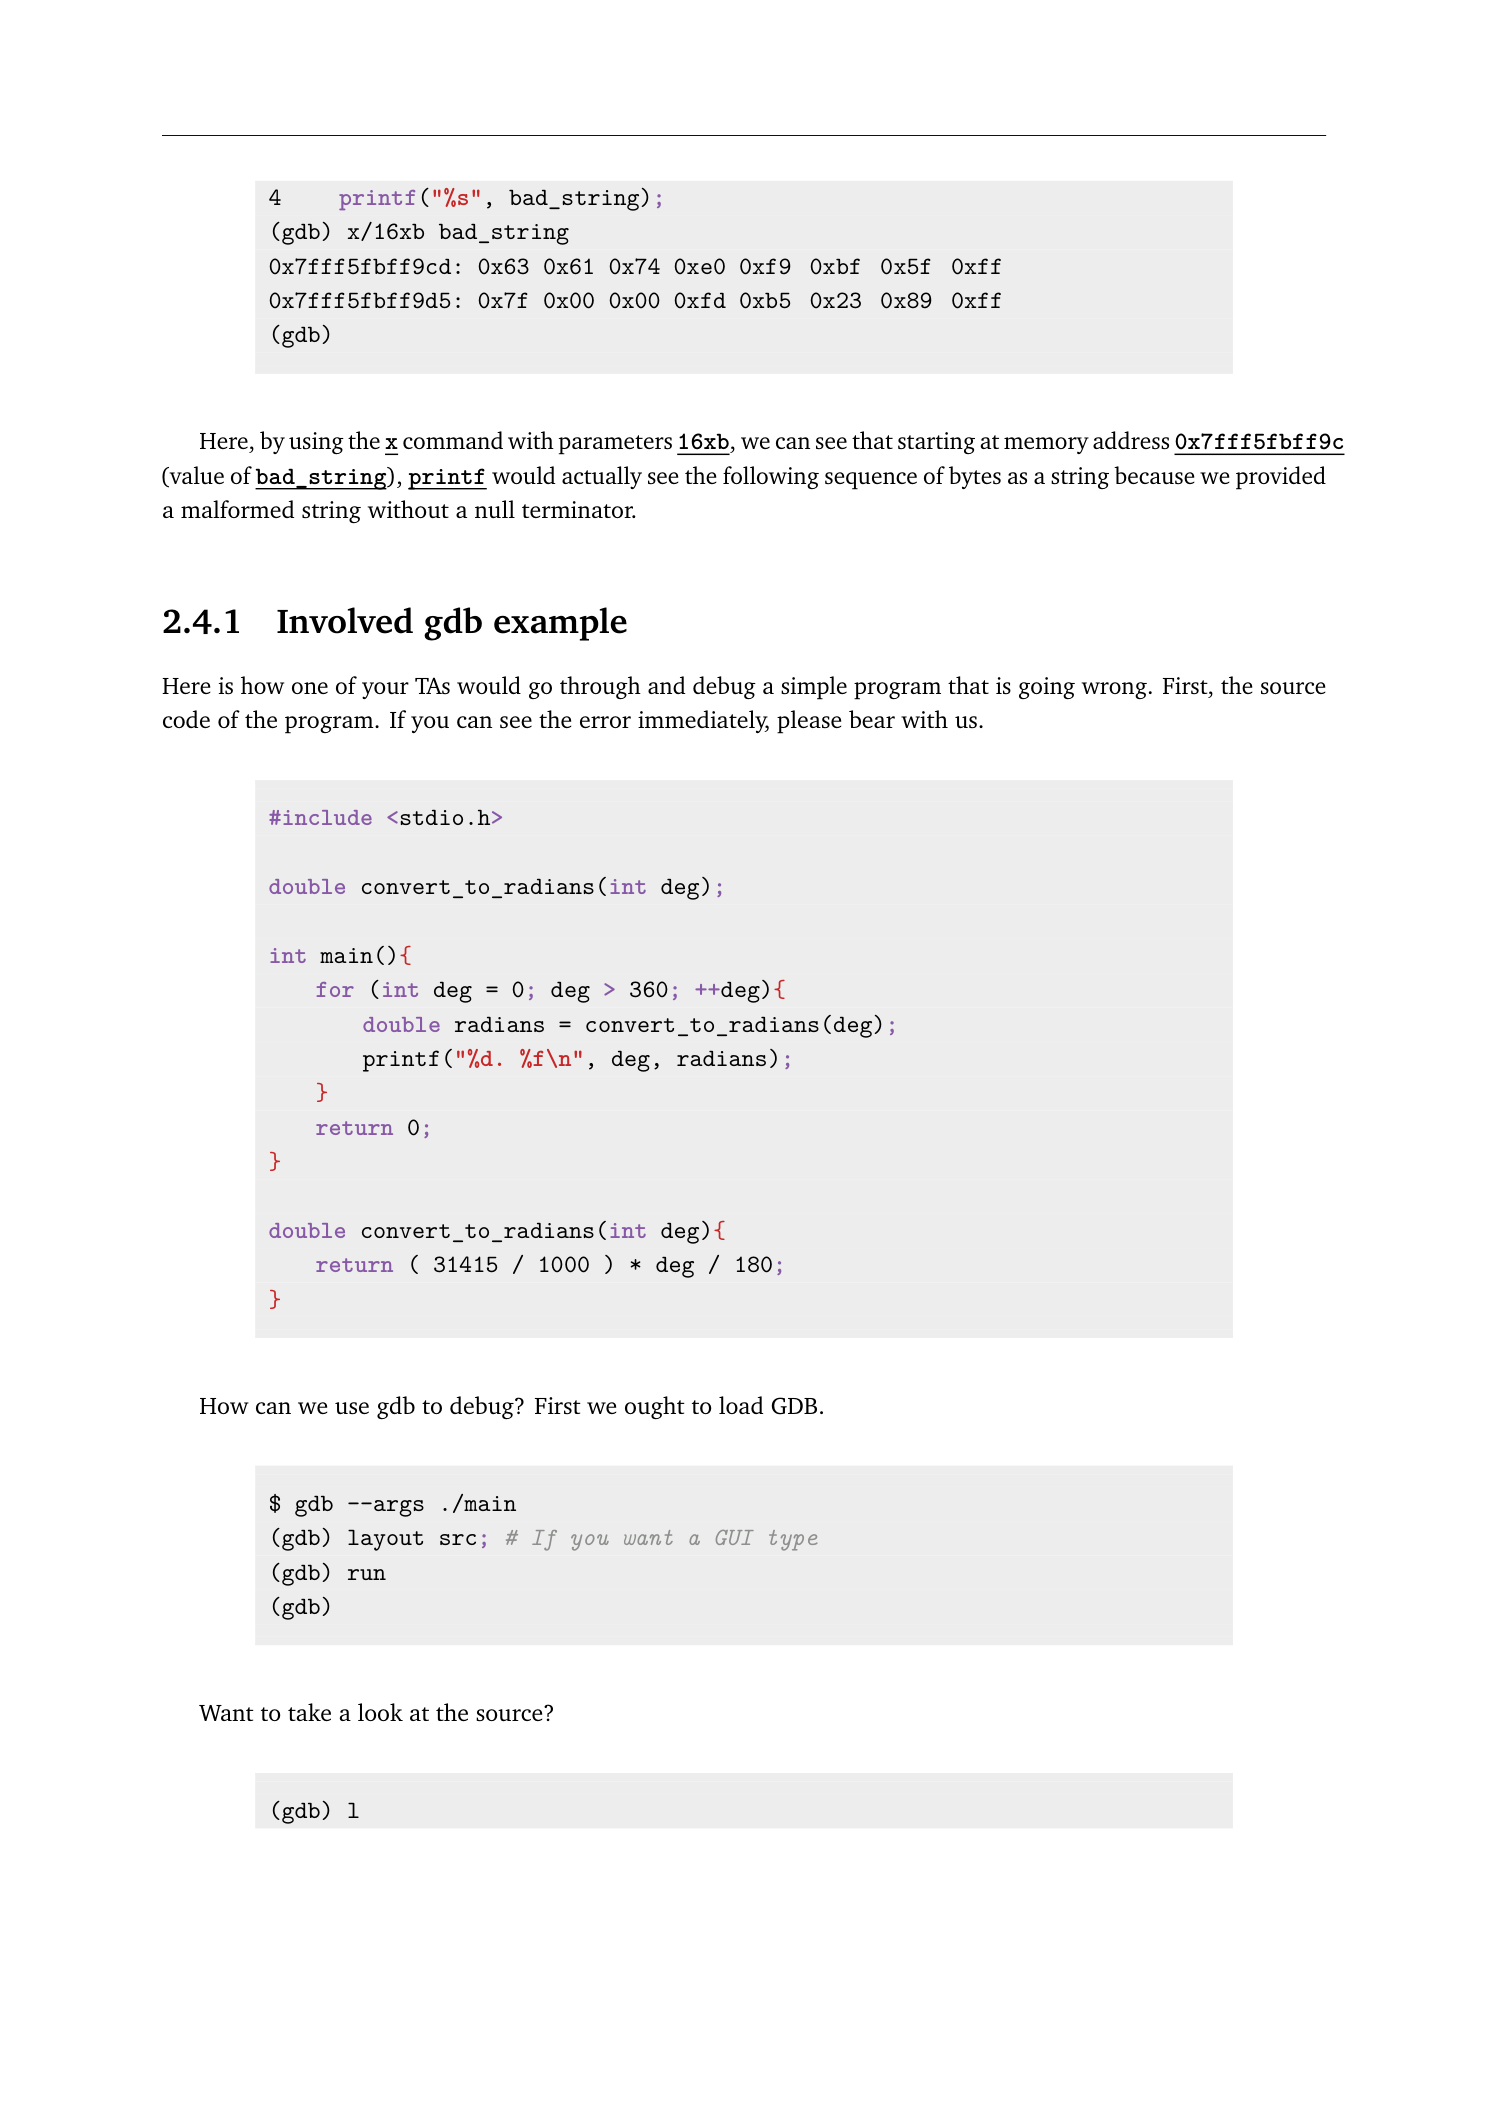 4    printf("%s", bad_string);
(gdb) x/16xb bad_string
0x7fff5fbff9cd: 0x63 0x61 0x74 0xe0 0xf9 0xbf 0x5f 0xff
0x7fff5fbff9d5: 0x7f 0x00 0x00 0xfd 0xb5 0x23 0x89 0xff
(gdb)
Here, by using the x command with parameters 16xb, we can see that starting at memory address 0x7fff5fbff9c
(value of bad_string), printf would actually see the following sequence of bytes as a string because we provided
a malformed string without a null terminator.
2.4.1 Involved gdb example
Here is how one of your TAs would go through and debug a simple program that is going wrong. First, the source
code of the program. If you can see the error immediately, please bear with us.
#include <stdio.h>
double convert_to_radians(int deg);
int main(){
    for (int deg = 0; deg > 360; ++deg){
        double radians = convert_to_radians(deg);
        printf("%d. %f\n", deg, radians);
    }
    return 0;
}
double convert_to_radians(int deg){
    return ( 31415 / 1000 ) * deg / 180;
}
How can we use gdb to debug? First we ought to load GDB.
$ gdb --args ./main
(gdb) layout src; # If you want a GUI type
(gdb) run
(gdb)
Want to take a look at the source?
(gdb) l